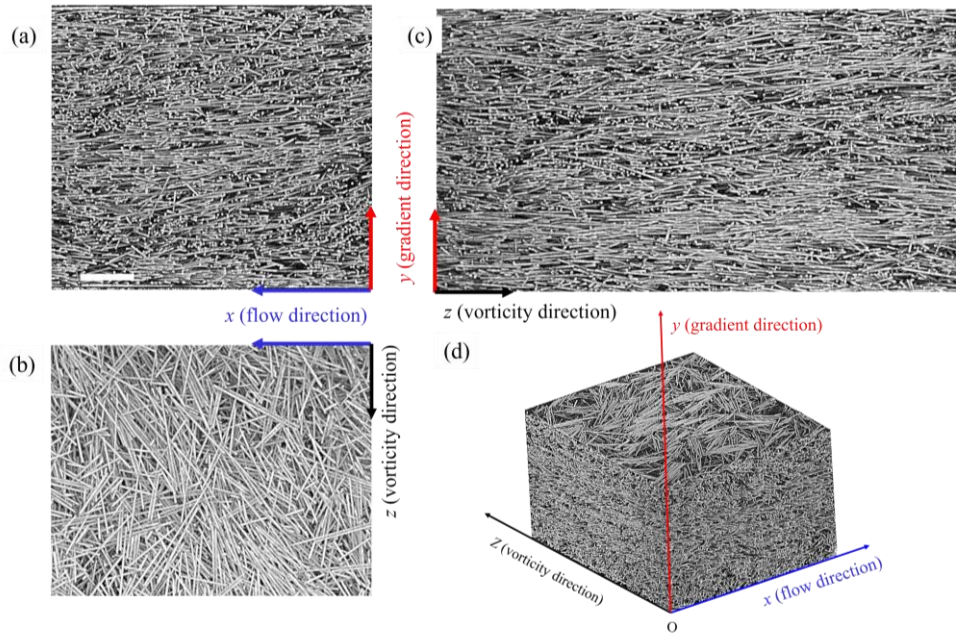 (a)
(c)
y (gradient direction)
x (flow direction)
z (vorticity direction)
(b)
z (vorticity direction)
(d)
y (gradient direction)
Z (vorticity direction)
x (flow direction)
O